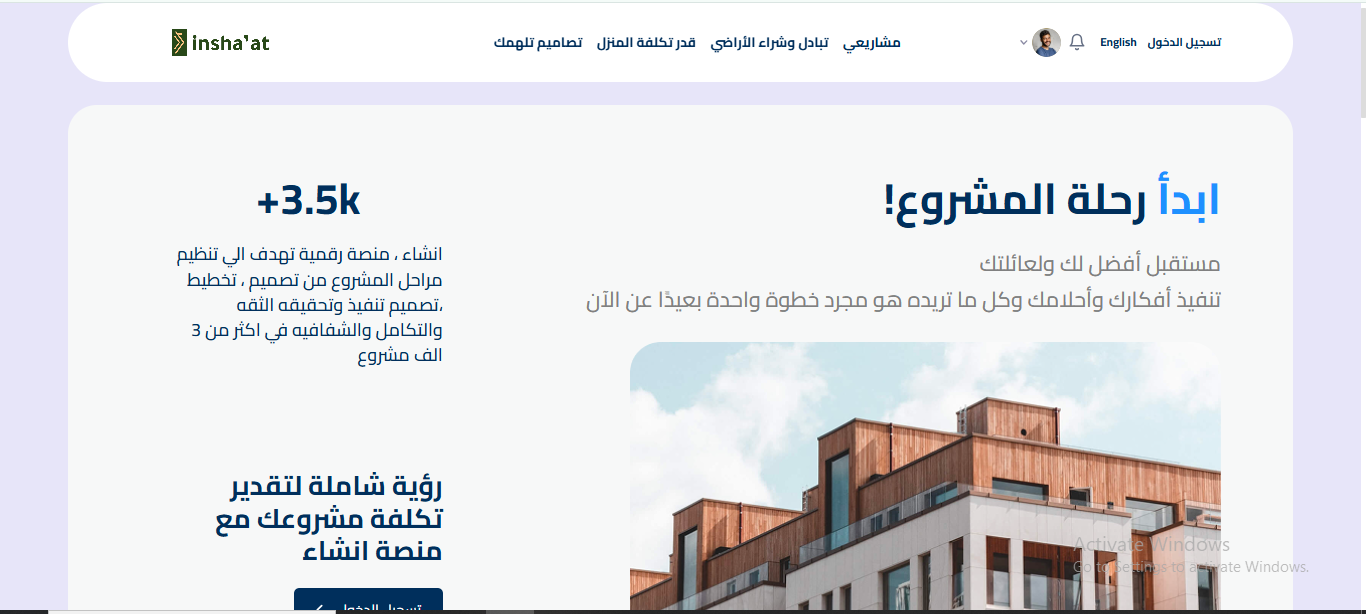 تسجيل الدخول
English
مشاريعي
تبادل وشراء الأراضي
قدر تكلفة المنزل
تصاميم تلهمك
insha'at
ابدأ رحلة المشروع!
مستقبل أفضل لك ولعائلتك
تنفيذ أفكارك وأحلامك وكل ما تريده هو مجرد خطوة واحدة بعيدًا عن الآن
+3.5k
انشاء ، منصة رقمية تهدف الي تنظيم
مراحل المشروع من تصميم ، تخطيط
،تصميم تنفيذ وتحقيقه الثقه
والتكامل والشفافيه في اكثر من 3
الف مشروع
رؤية شاملة لتقدير
تكلفة مشروعك مع
منصة انشاء
تسجيل الدخول
Activate Windows
Go to Settings to activate Windows.